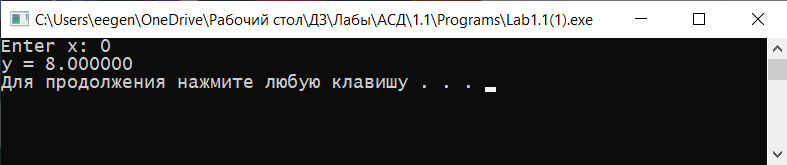 C:\Users\eegen\OneDrive\Рабочий стол\ДЗ\Лабы\АСД\1.1\Programs\Lab1.1(1).exe
Enter x: 0
y = 8.000000
Для продолжения нажмите любую клавишу . . .